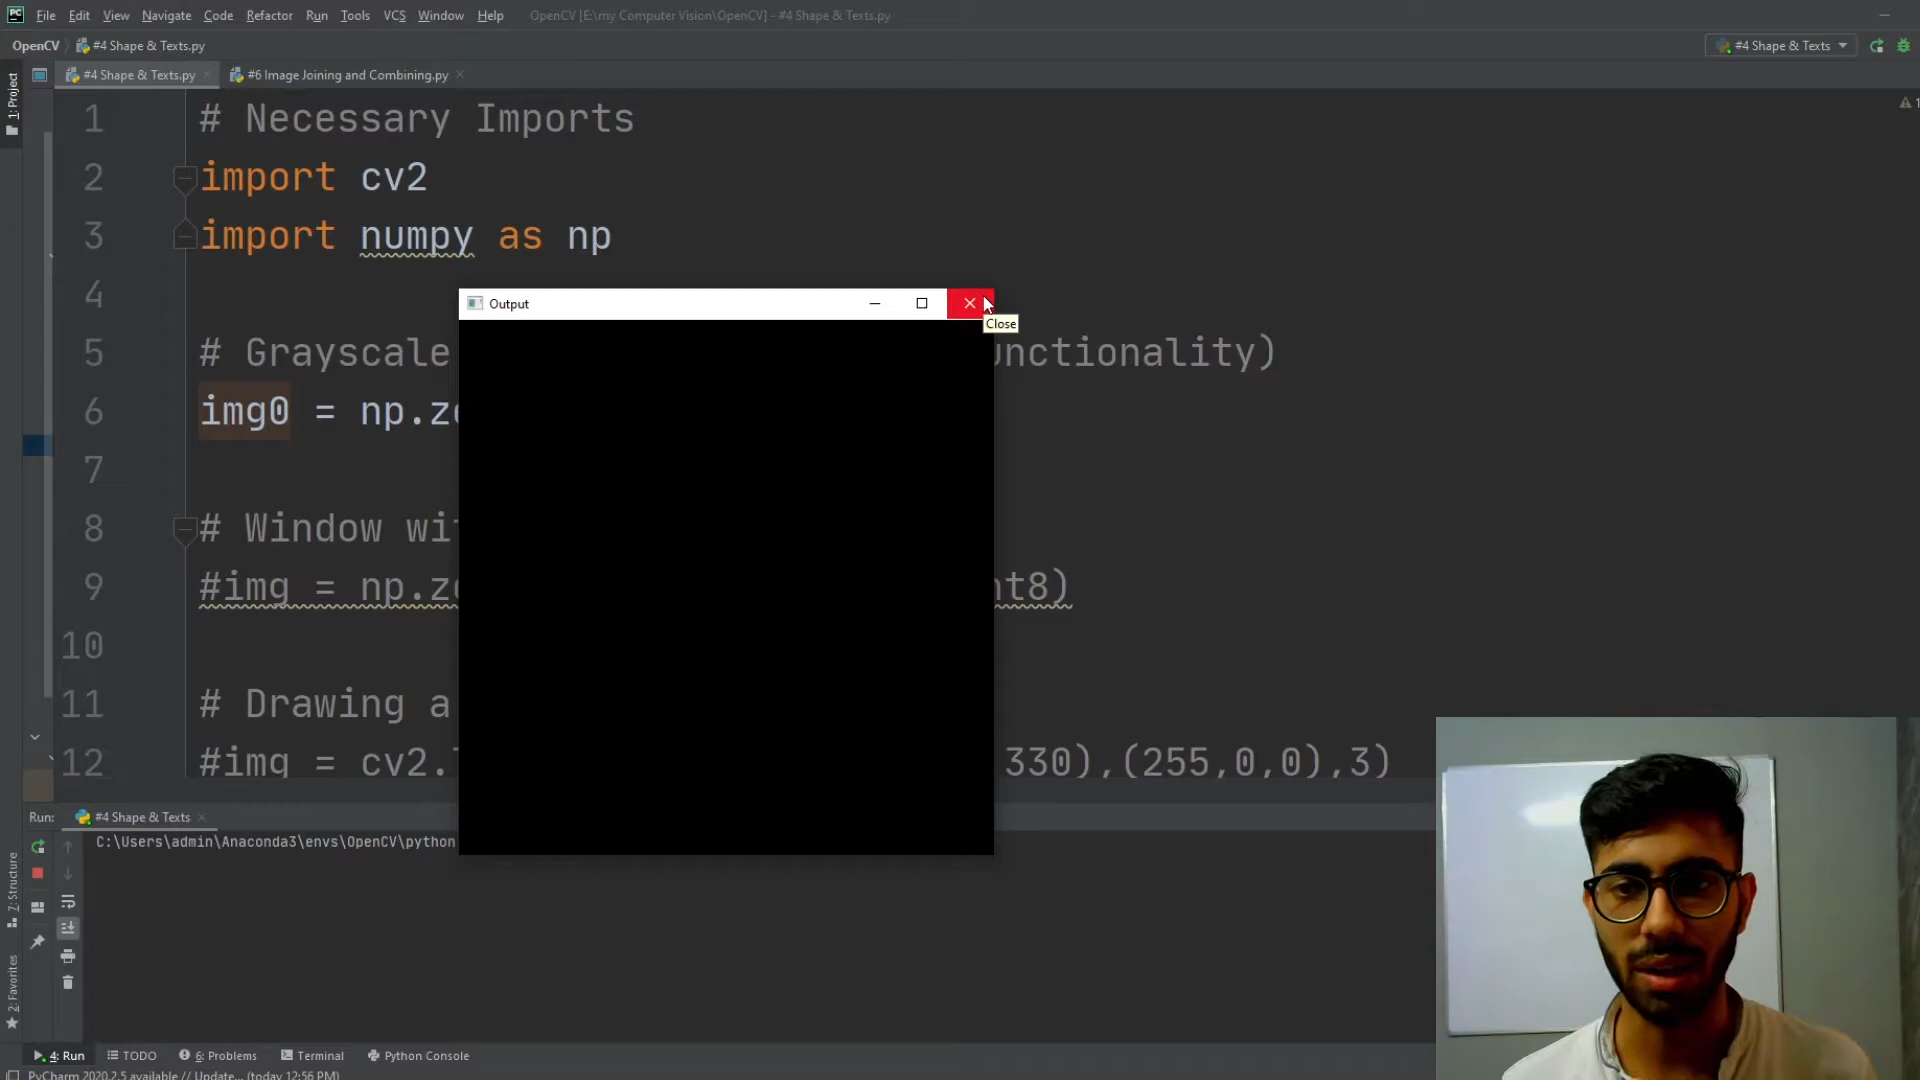 File Edit View Navigate Code Refactor Run Tools VCS Window Help OpenCV [E:\my Computer Vision\OpenCV] - #4 Shape & Texts.py
OpenCV #4 Shape & Texts.py #4 Shape & Texts
#4 Shape & Texts.py #6 Image Joining and Combining.py
1: Project
1 # Necessary Imports
2 import cv2
3 import numpy as np
4
5 # Grayscale unctionality)
6 img0 = np.ze
7
8 # Window wi
9 #img = np.ze nt8)
10
11 # Drawing a
12 #img = cv2. 330),(255,0,0),3)
Output
Close
Run: #4 Shape & Texts
C:\Users\admin\Anaconda3\envs\OpenCV\python
7: Structure
2: Favorites
4: Run TODO 6: Problems Terminal Python Console
PyCharm 2020.2.5 available // Update... (today 12:56 PM)